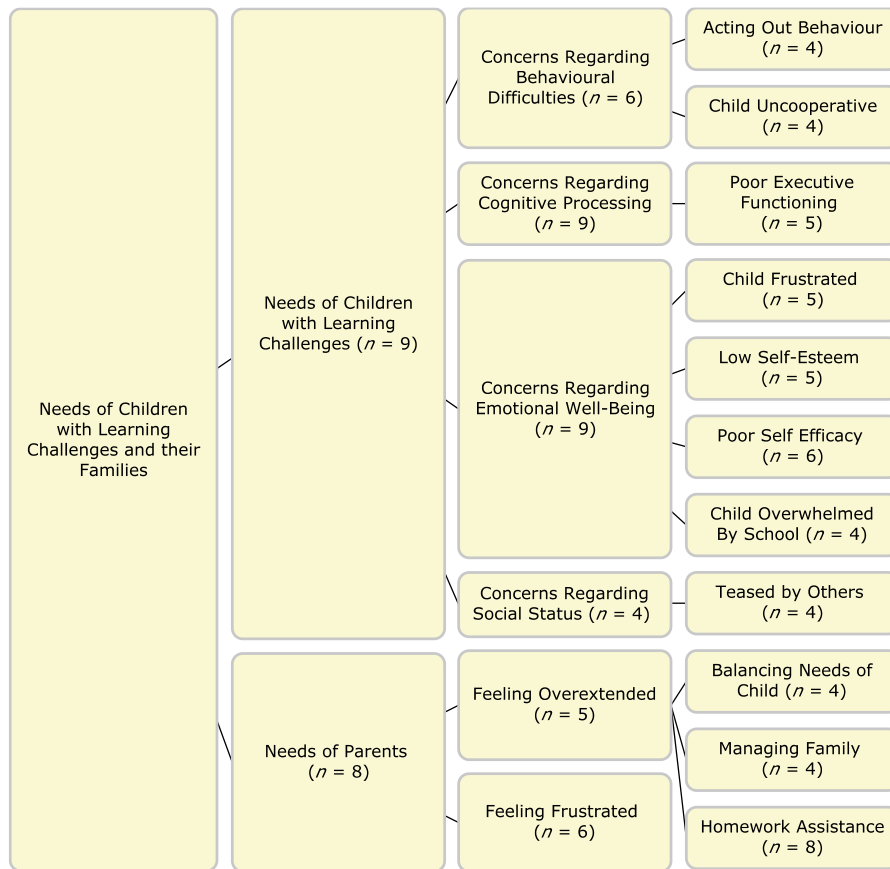 Needs of Children
with Learning
Challenges and their
Families
Needs of Children
with Learning
Challenges (n = 9)
Concerns Regarding
Behavioural
Difficulties (n = 6)
Acting Out Behaviour
(n = 4)
Child Uncooperative
(n = 4)
Concerns Regarding
Cognitive Processing
(n = 9)
Poor Executive
Functioning
(n = 5)
Concerns Regarding
Emotional Well-Being
(n = 9)
Child Frustrated
(n = 5)
Low Self-Esteem
(n = 5)
Poor Self Efficacy
(n = 6)
Child Overwhelmed
By School (n = 4)
Concerns Regarding
Social Status (n = 4)
Teased by Others
(n = 4)
Needs of Parents
(n = 8)
Feeling Overextended
(n = 5)
Balancing Needs of
Child (n = 4)
Managing Family
(n = 4)
Homework Assistance
(n = 8)
Feeling Frustrated
(n = 6)